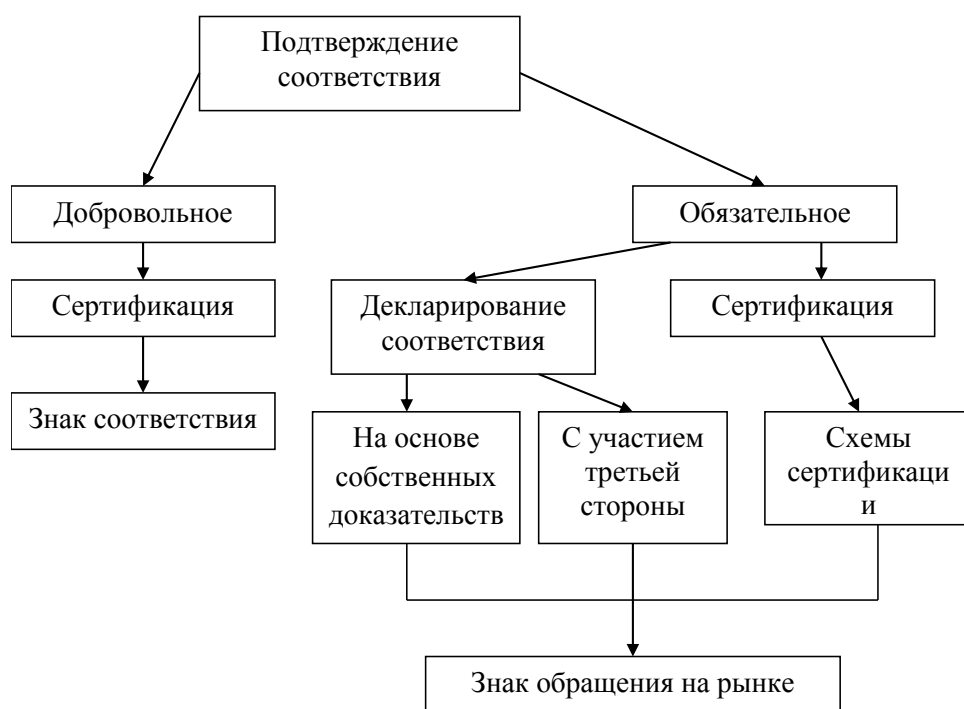 Подтверждение
соответствия
Добровольное
Обязательное
Сертификация
Декларирование
соответствия
Сертификация
Знак соответствия
На основе
собственных
доказательств
С участием
третьей
стороны
Схемы
сертификаци
и
Знак обращения на рынке